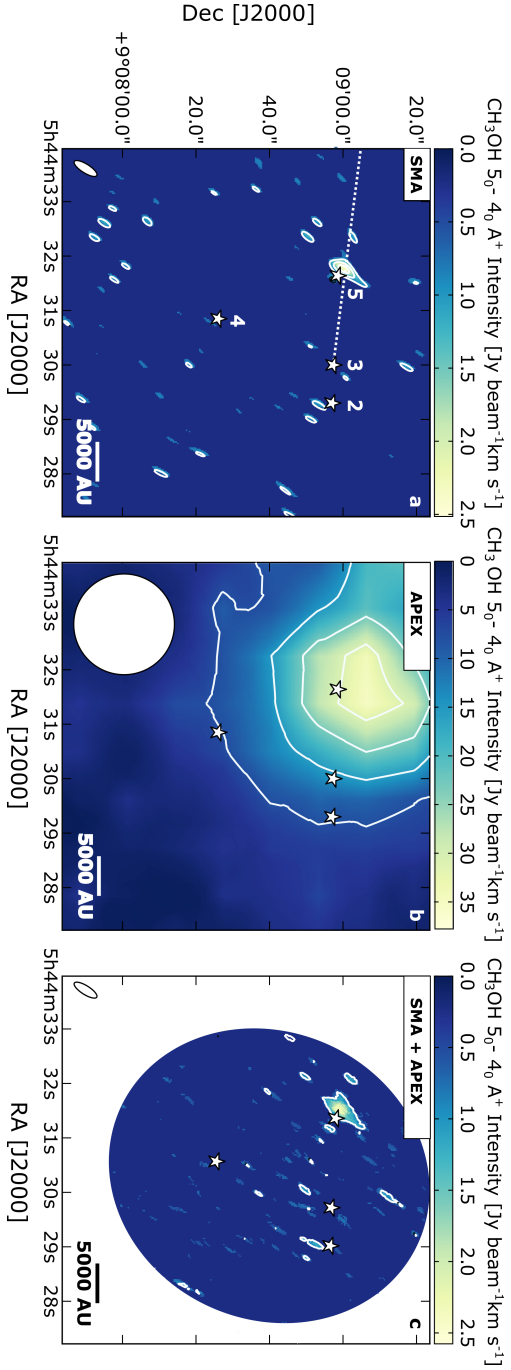 CH₃OH 5₀- 4₀ A⁺ Intensity [Jy beam⁻¹km s⁻¹]
0.0 0.5 1.0 1.5 2.0 2.5
SMA
a
5
3
2
4
5000 AU
20.0"
09'00.0"
40.0"
20.0"
+9°08'00.0"
Dec [J2000]
5h44m33s 32s 31s 30s 29s 28s
RA [J2000]
CH₃OH 5₀- 4₀ A⁺ Intensity [Jy beam⁻¹km s⁻¹]
0 5 10 15 20 25 30 35
APEX
b
5000 AU
5h44m33s 32s 31s 30s 29s 28s
RA [J2000]
CH₃OH 5₀- 4₀ A⁺ Intensity [Jy beam⁻¹km s⁻¹]
0.0 0.5 1.0 1.5 2.0 2.5
SMA + APEX
c
5000 AU
5h44m33s 32s 31s 30s 29s 28s
RA [J2000]